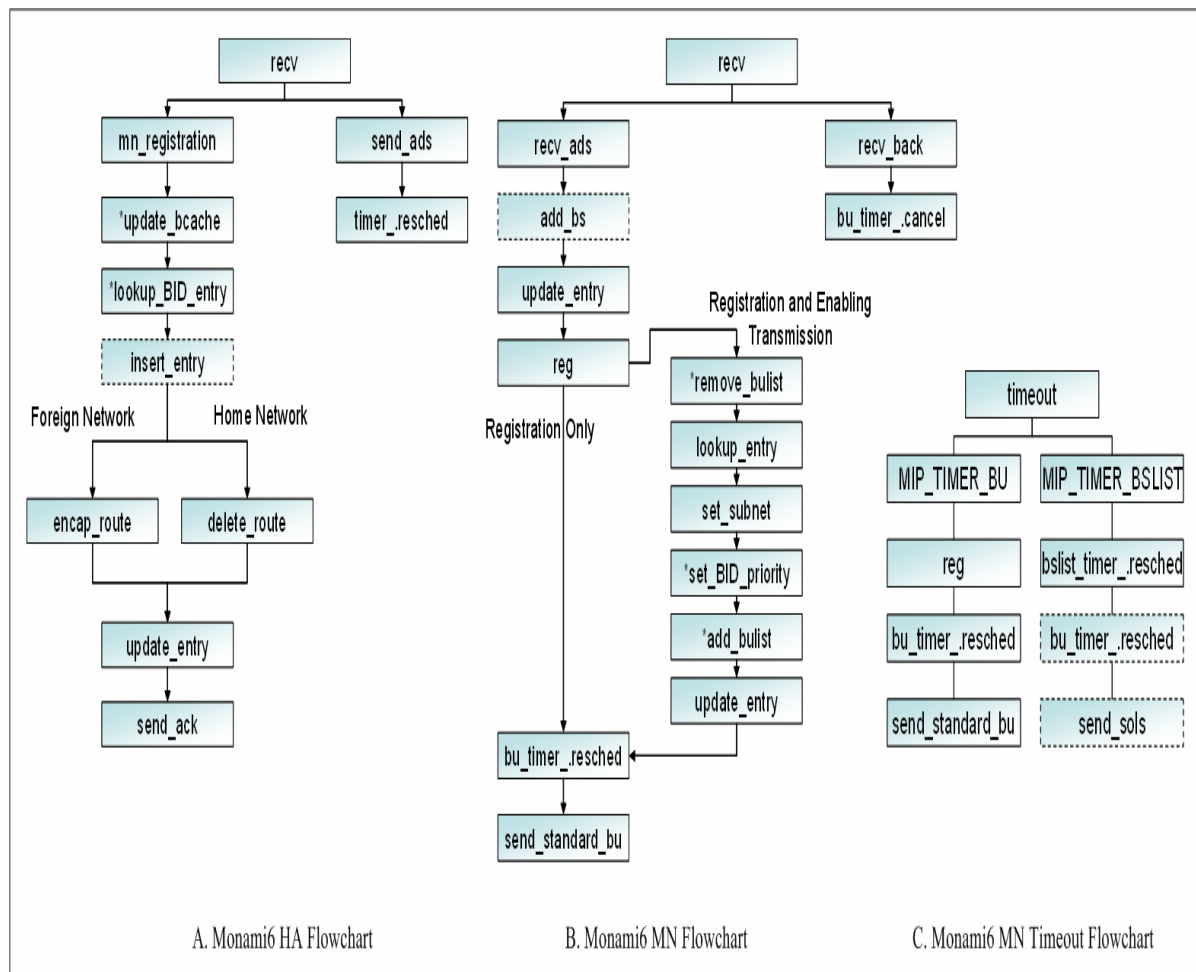 recv
mn_registration
send_ads
*update_bcache
timer_.resched
*lookup_BID_entry
insert_entry
Foreign Network
Home Network
encap_route
delete_route
update_entry
send_ack
A. Monami6 HA Flowchart
recv
recv_ads
recv_back
add_bs
bu_timer_.cancel
update_entry
Registration and Enabling
Transmission
reg
*remove_bulist
Registration Only
lookup_entry
set_subnet
*set_BID_priority
*add_bulist
update_entry
bu_timer_.resched
send_standard_bu
B. Monami6 MN Flowchart
timeout
MIP_TIMER_BU
MIP_TIMER_BSLIST
reg
bslist_timer_.resched
bu_timer_.resched
bu_timer_.resched
send_standard_bu
send_sols
C. Monami6 MN Timeout Flowchart